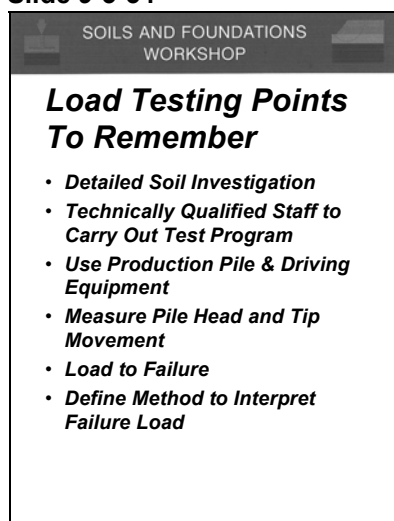 SOILS AND FOUNDATIONS
WORKSHOP
Load Testing Points
To Remember
• Detailed Soil Investigation
• Technically Qualified Staff to
Carry Out Test Program
• Use Production Pile & Driving
Equipment
• Measure Pile Head and Tip
Movement
• Load to Failure
• Define Method to Interpret
Failure Load